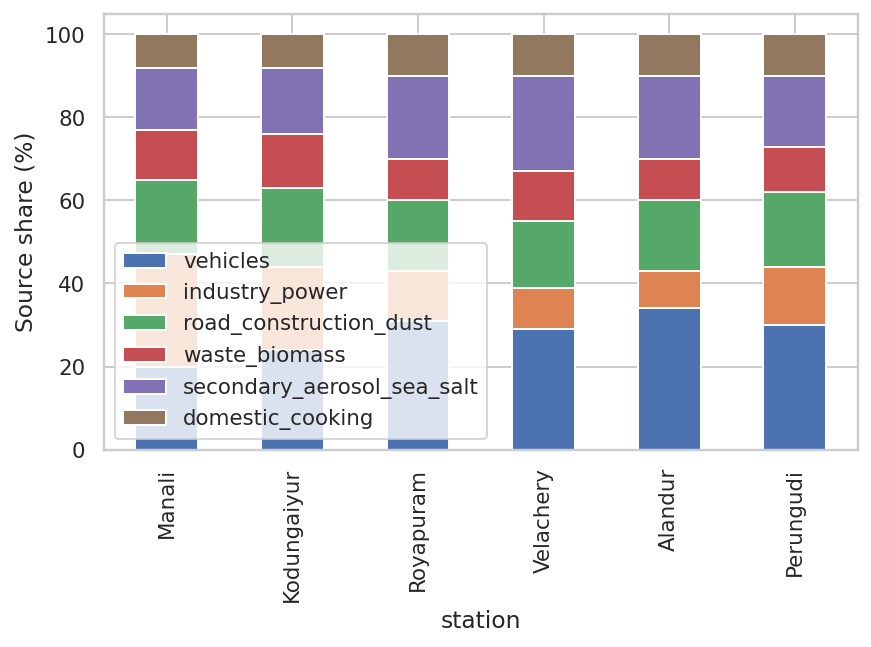 100
80
60
40
20
0
Source share (%)
vehicles
industry_power
road_construction_dust
waste_biomass
secondary_aerosol_sea_salt
domestic_cooking
Manali
Kodungaiyur
Royapuram
Velachery
Alandur
Perungudi
station